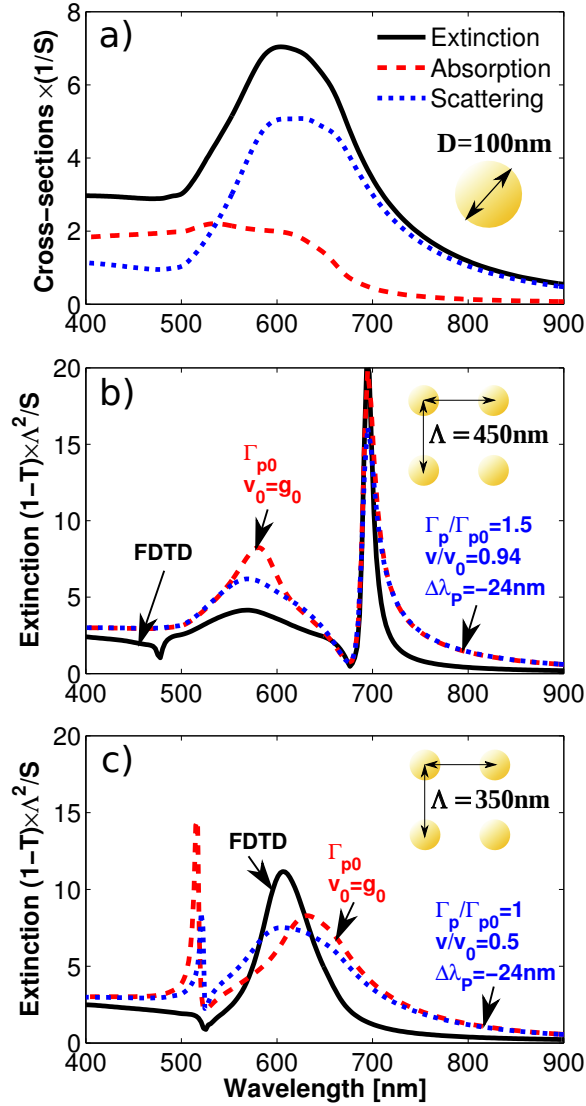 a)
Extinction
Absorption
Scattering
D=100nm
Cross−sections ×(1/S)
8
6
4
2
0
400 500 600 700 800 900
b)
Extinction (1−T)×Λ²/S
20
15
10
5
0
Γp0
v0=g0
FDTD
Λ = 450nm
Γp/Γp0=1.5
v/v0=0.94
ΔλP=−24nm
400 500 600 700 800 900
c)
Extinction (1−T)×Λ²/S
20
15
10
5
0
FDTD
Γp0
v0=g0
Λ = 350nm
Γp/Γp0=1
v/v0=0.5
ΔλP=−24nm
400 500 600 700 800 900
Wavelength [nm]